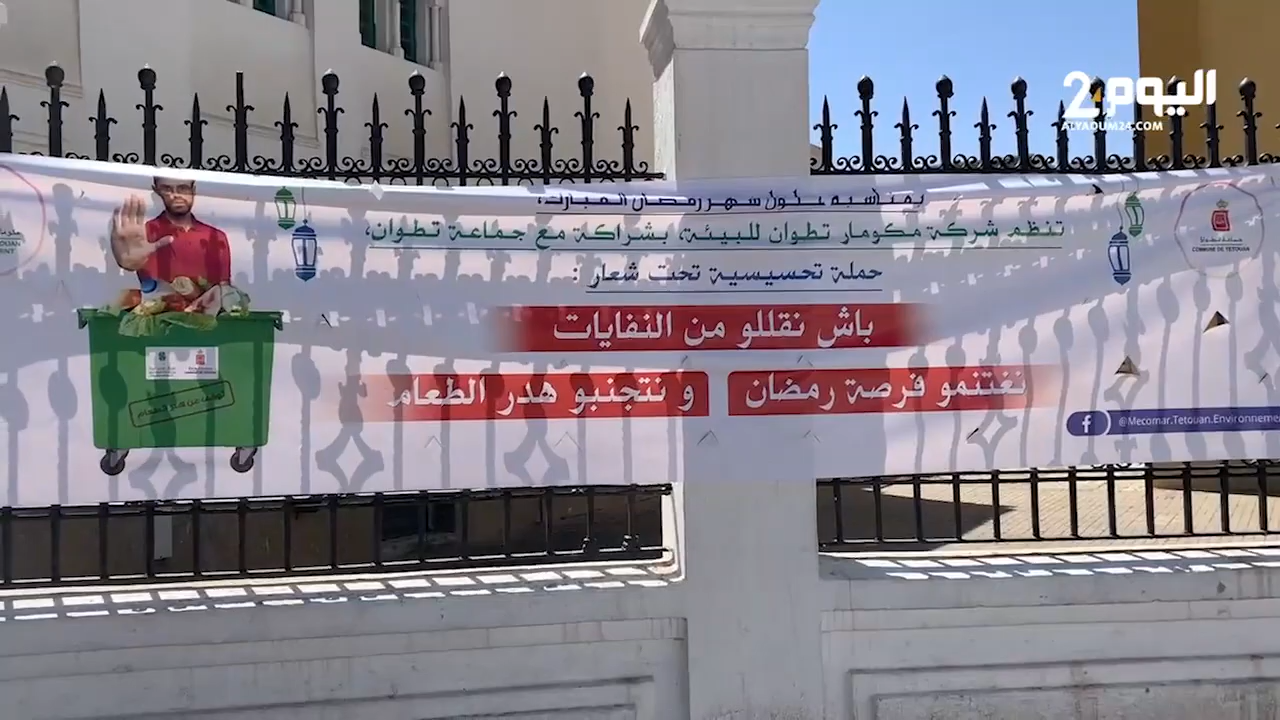 اليوم 24
ALYAOUM24.COM
بمناسبة حلول شهر رمضان المبارك،
تنظم شركة مكومار تطوان للبيئة، بشراكة مع جماعة تطوان،
حملة تحسيسية تحت شعار :
باش نقللو من النفايات
نغتنمو فرصة رمضان
و نتجنبو هدر الطعام
COMMUNE DE TETOUAN
@Mecomar.Tetouan.Environneme